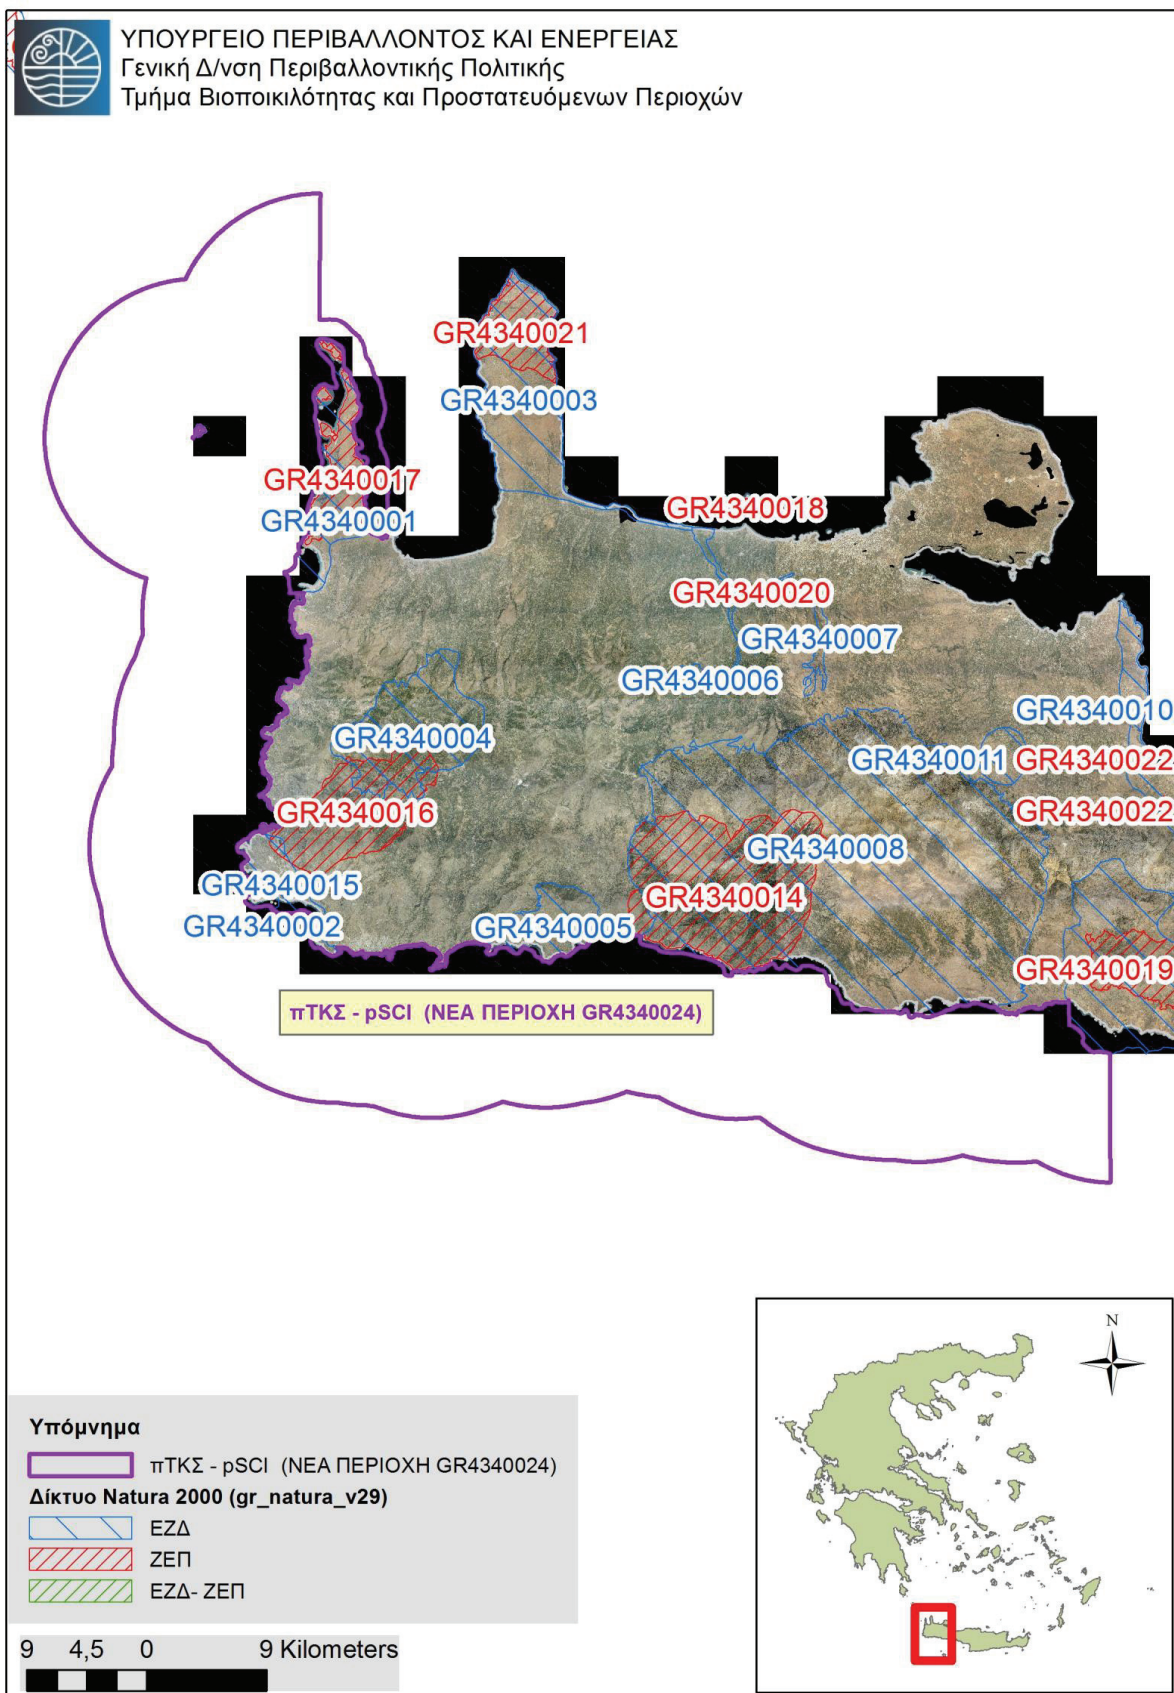 ΥΠΟΥΡΓΕΙΟ ΠΕΡΙΒΑΛΛΟΝΤΟΣ ΚΑΙ ΕΝΕΡΓΕΙΑΣ
Γενική Δ/νση Περιβαλλοντικής Πολιτικής
Τμήμα Βιοποικιλότητας και Προστατευόμενων Περιοχών
GR4340021
GR4340003
GR4340017
GR4340001
GR4340018
GR4340020
GR4340007
GR4340006
GR4340010
GR4340004
GR4340011
GR4340022
GR4340016
GR4340022
GR4340008
GR4340015
GR4340014
GR4340002
GR4340005
GR4340019
πΤΚΣ - pSCI (ΝΕΑ ΠΕΡΙΟΧΗ GR4340024)
N
Υπόμνημα
πΤΚΣ - pSCI (ΝΕΑ ΠΕΡΙΟΧΗ GR4340024)
Δίκτυο Natura 2000 (gr_natura_v29)
ΕΖΔ
ΖΕΠ
ΕΖΔ- ΖΕΠ
9 4,5 0 9 Kilometers